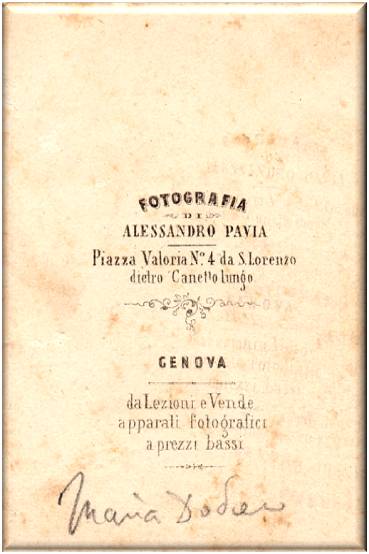 FOTOGRAFIA
DI
ALESSANDRO PAVIA
Piazza Valoria Nº. 4 da S. Lorenzo
dietro Canetto lungo
GENOVA
da Lezioni e Vende
apparati fotografici
a prezzi bassi
Maria